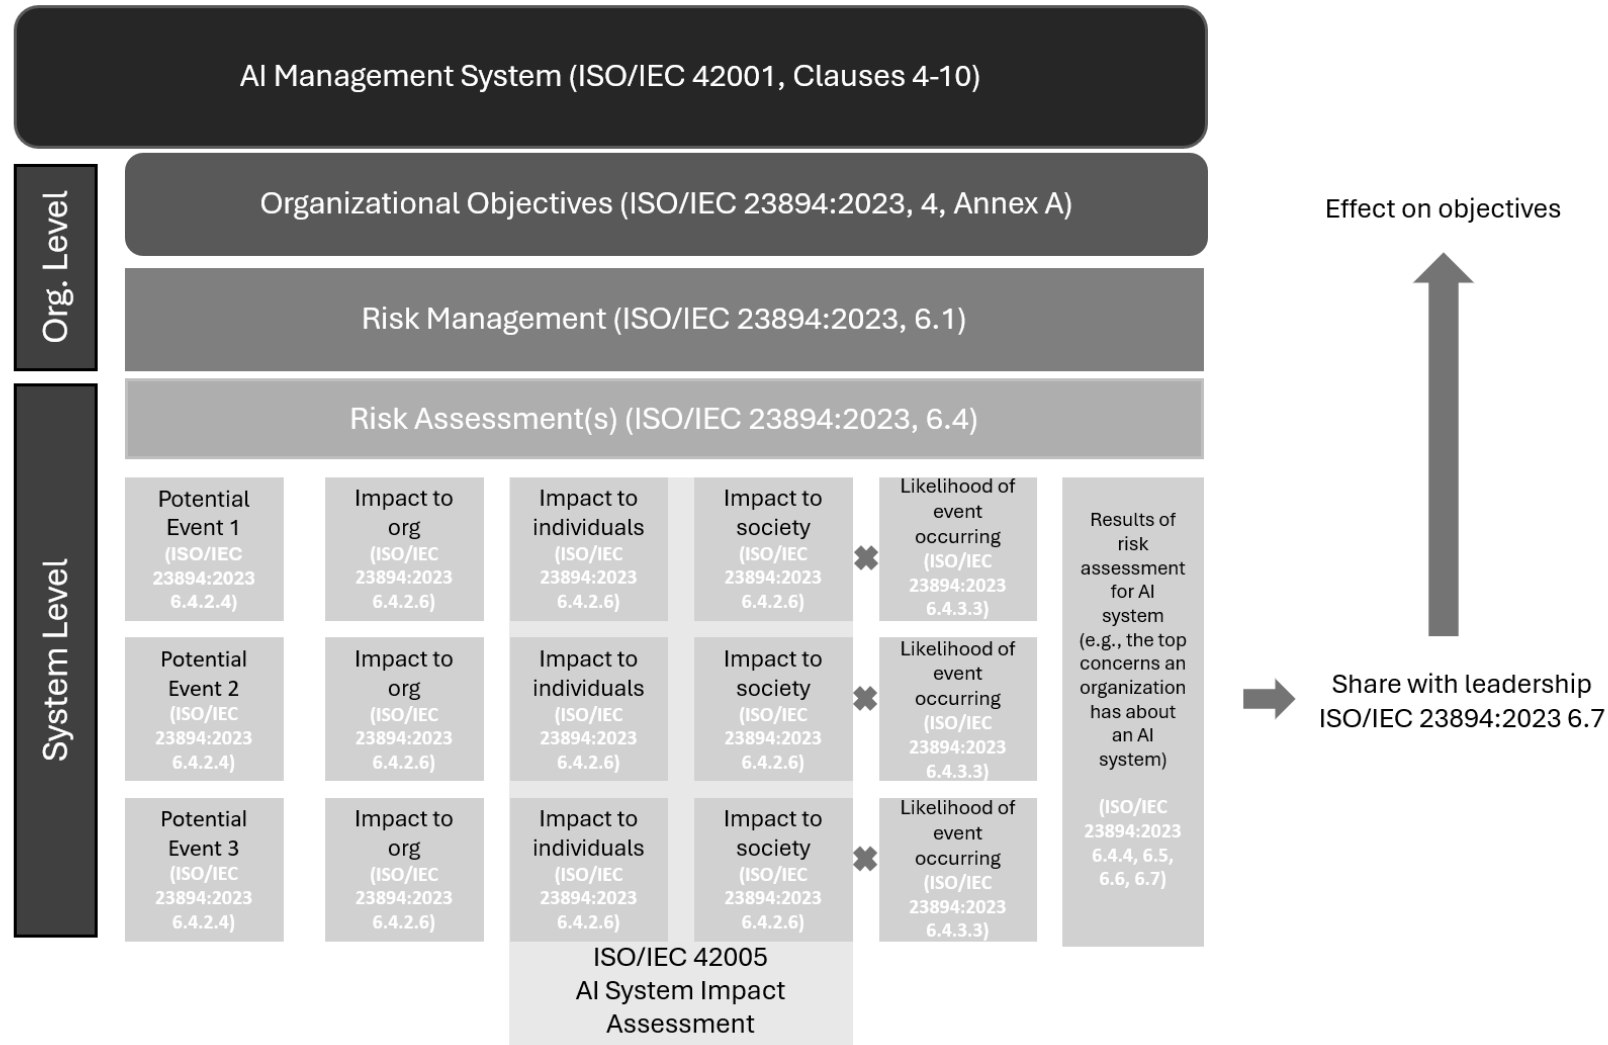 AI Management System (ISO/IEC 42001, Clauses 4-10)
Org. Level
Organizational Objectives (ISO/IEC 23894:2023, 4, Annex A)
Risk Management (ISO/IEC 23894:2023, 6.1)
System Level
Risk Assessment(s) (ISO/IEC 23894:2023, 6.4)
Potential
Event 1
(ISO/IEC
23894:2023
6.4.2.4)
Impact to
org
(ISO/IEC
23894:2023
6.4.2.6)
Impact to
individuals
(ISO/IEC
23894:2023
6.4.2.6)
Impact to
society
(ISO/IEC
23894:2023
6.4.2.6)
Likelihood of
event
occurring
(ISO/IEC
23894:2023
6.4.3.3)
Potential
Event 2
(ISO/IEC
23894:2023
6.4.2.4)
Impact to
org
(ISO/IEC
23894:2023
6.4.2.6)
Impact to
individuals
(ISO/IEC
23894:2023
6.4.2.6)
Impact to
society
(ISO/IEC
23894:2023
6.4.2.6)
Likelihood of
event
occurring
(ISO/IEC
23894:2023
6.4.3.3)
Potential
Event 3
(ISO/IEC
23894:2023
6.4.2.4)
Impact to
org
(ISO/IEC
23894:2023
6.4.2.6)
Impact to
individuals
(ISO/IEC
23894:2023
6.4.2.6)
Impact to
society
(ISO/IEC
23894:2023
6.4.2.6)
Likelihood of
event
occurring
(ISO/IEC
23894:2023
6.4.3.3)
ISO/IEC 42005
AI System Impact
Assessment
Results of
risk
assessment
for AI
system
(e.g., the top
concerns an
organization
has about
an AI
system)
(ISO/IEC
23894:2023
6.4.4, 6.5,
6.6, 6.7)
Effect on objectives
Share with leadership
ISO/IEC 23894:2023 6.7